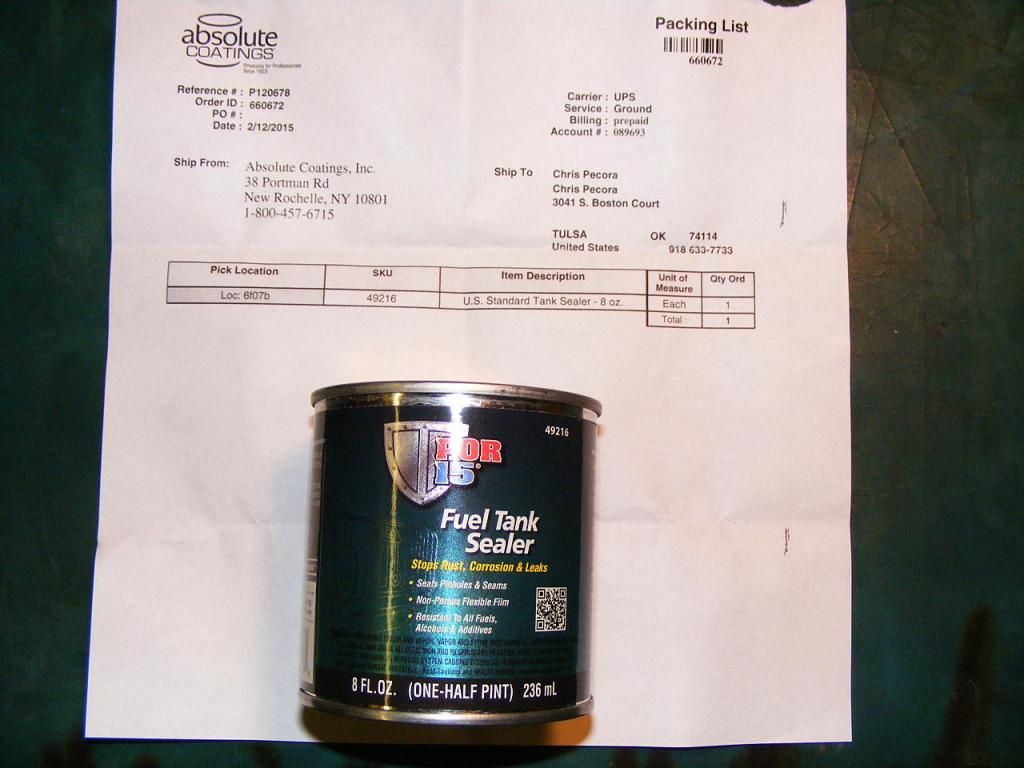 absolute
COATINGS
Products for Professionals
Since 1923
Packing List
660672
Reference # : P120678
Order ID : 660672
PO # :
Date : 2/12/2015
Carrier : UPS
Service : Ground
Billing : prepaid
Account # : 089693
Ship From: Absolute Coatings, Inc.
38 Portman Rd
New Rochelle, NY 10801
1-800-457-6715
Ship To Chris Pecora
Chris Pecora
3041 S. Boston Court
TULSA OK 74114
United States 918 633-7733
Pick Location SKU Item Description Unit of Measure Qty Ord
Loc: 6f07b 49216 U.S. Standard Tank Sealer - 8 oz. Each 1
Total : 1
49216
POR
15®
Fuel Tank
Sealer
Stops Rust, Corrosion & Leaks
• Seals Pinholes & Seams
• Non-Porous Flexible Film
• Resistant To All Fuels,
Alcohols & Additives
8 FL.OZ. (ONE-HALF PINT) 236 mL